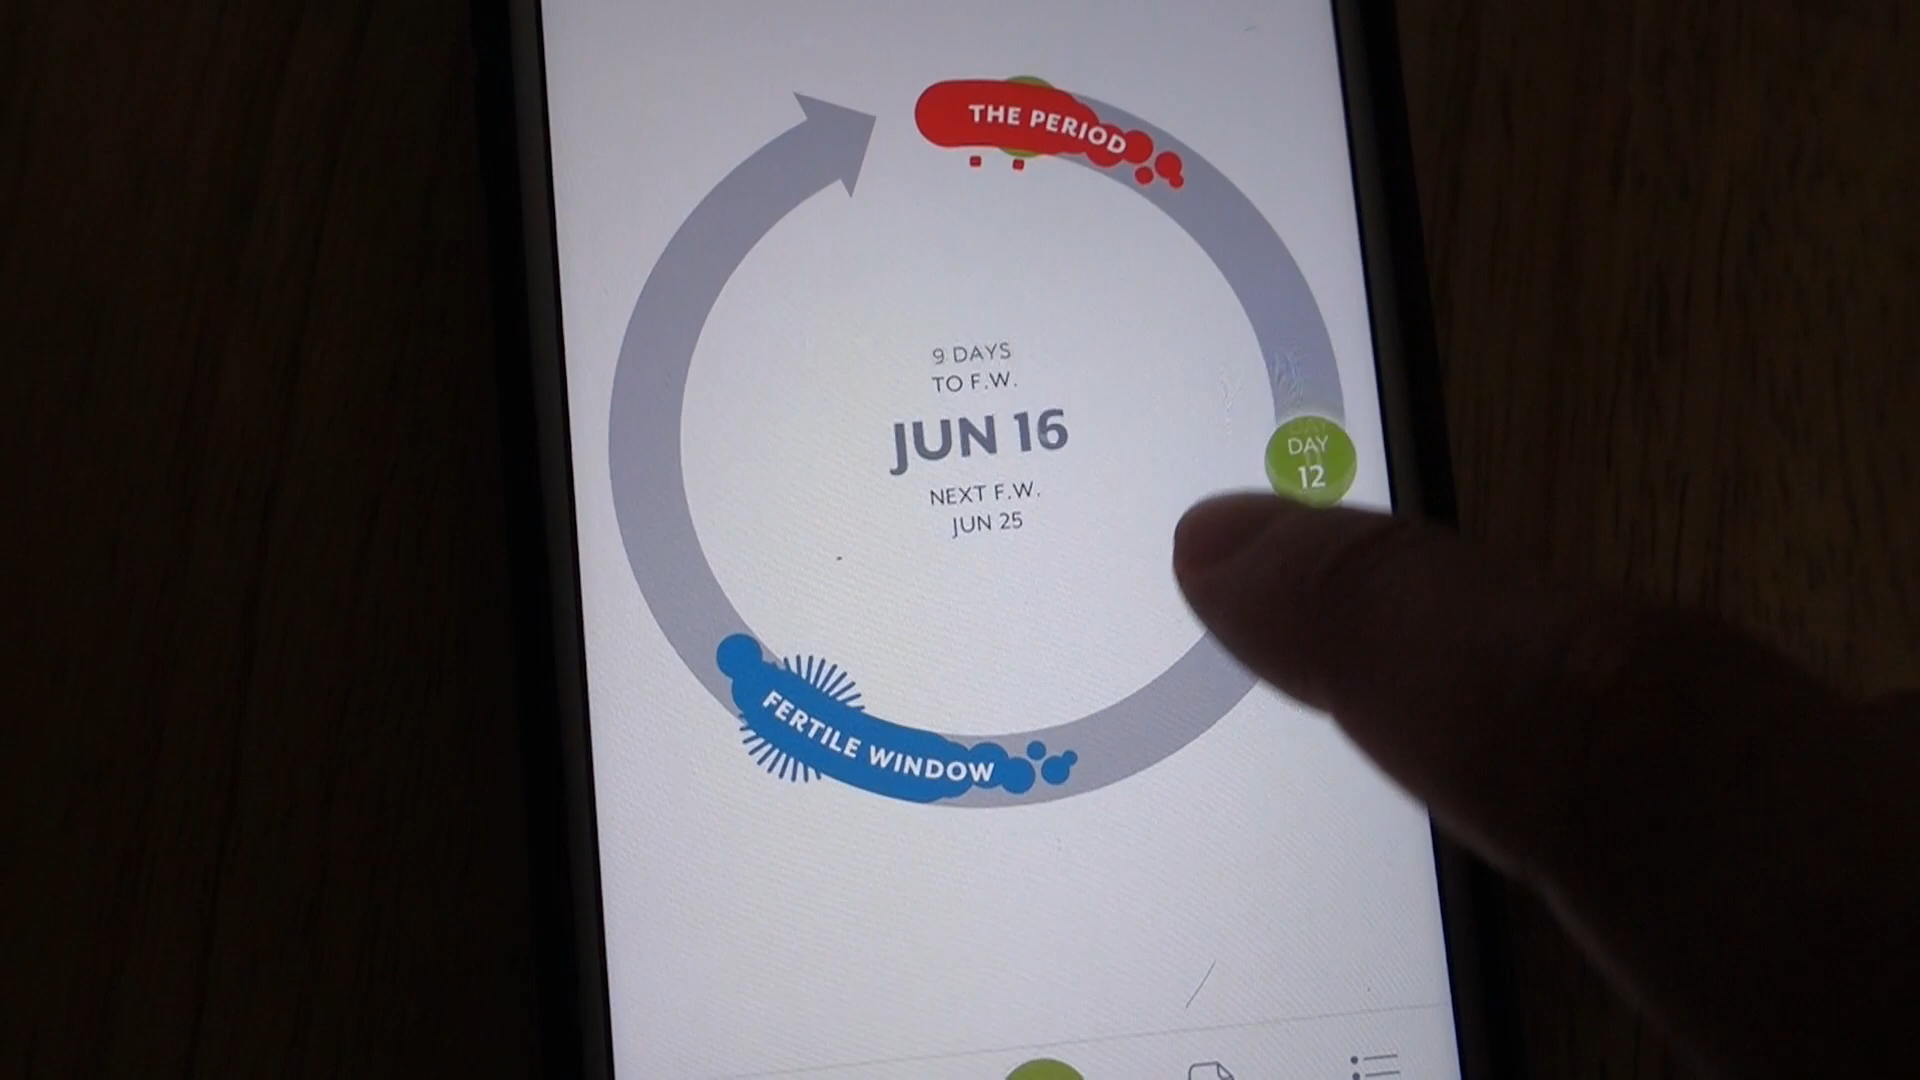 THE PERIOD
9 DAYS
TO F.W.
JUN 16
NEXT F.W.
JUN 25
DAY
12
FERTILE WINDOW